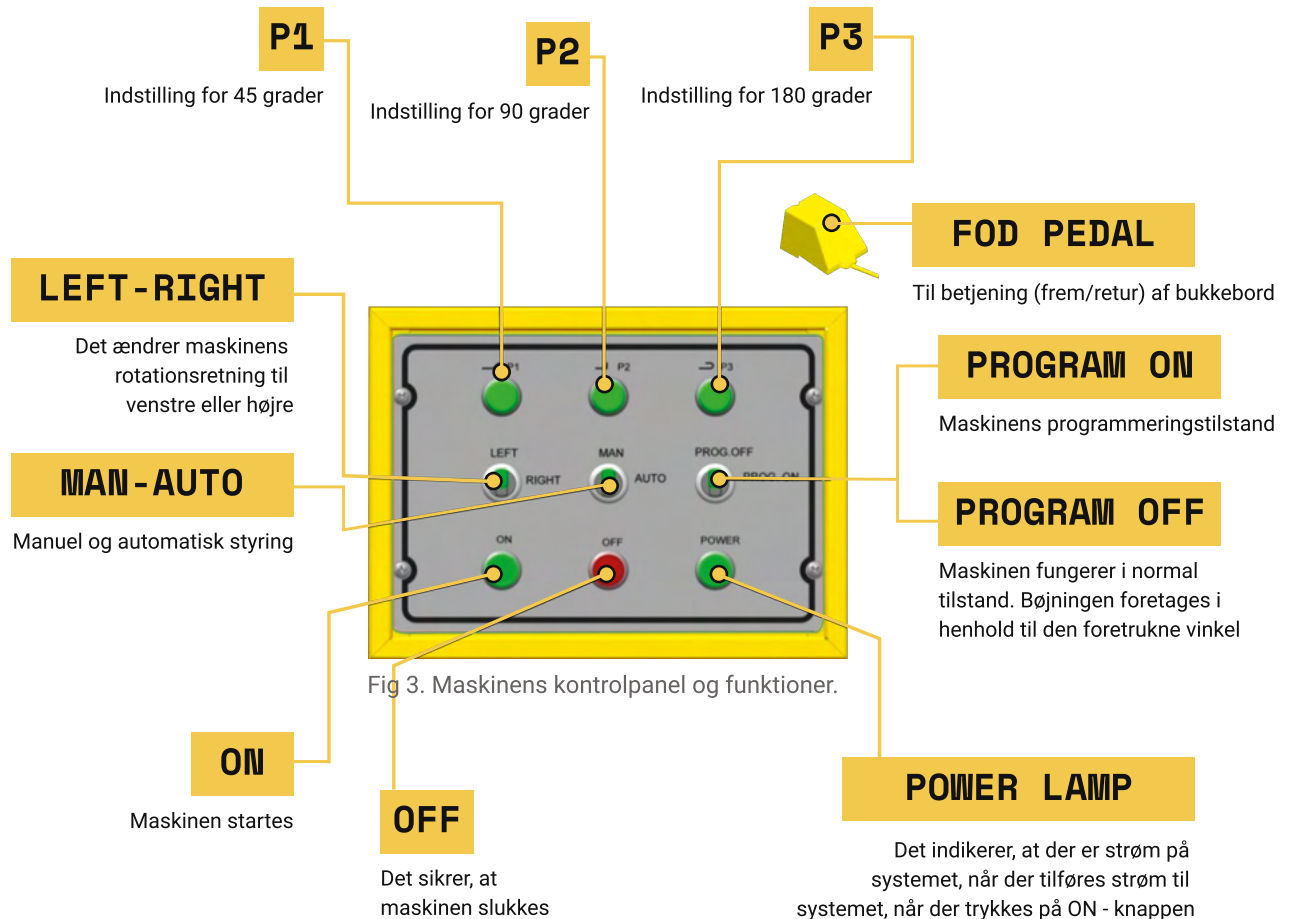 P1
Indstilling for 45 grader
P2
Indstilling for 90 grader
P3
Indstilling for 180 grader
FOD PEDAL
Til betjening (frem/retur) af bukkebord
LEFT-RIGHT
Det ændrer maskinens
rotationsretning til
venstre eller højre
MAN-AUTO
Manuel og automatisk styring
PROGRAM ON
Maskinens programmeringstilstand
PROGRAM OFF
Maskinen fungerer i normal
tilstand. Bøjningen foretages i
henhold til den foretrukne vinkel
P1
P2
P3
LEFT
RIGHT
MAN
AUTO
PROG.OFF
PROG.ON
ON
OFF
POWER
Fig 3. Maskinens kontrolpanel og funktioner.
ON
Maskinen startes
OFF
Det sikrer, at
maskinen slukkes
POWER LAMP
Det indikerer, at der er strøm på
systemet, når der tilføres strøm til
systemet, når der trykkes på ON - knappen